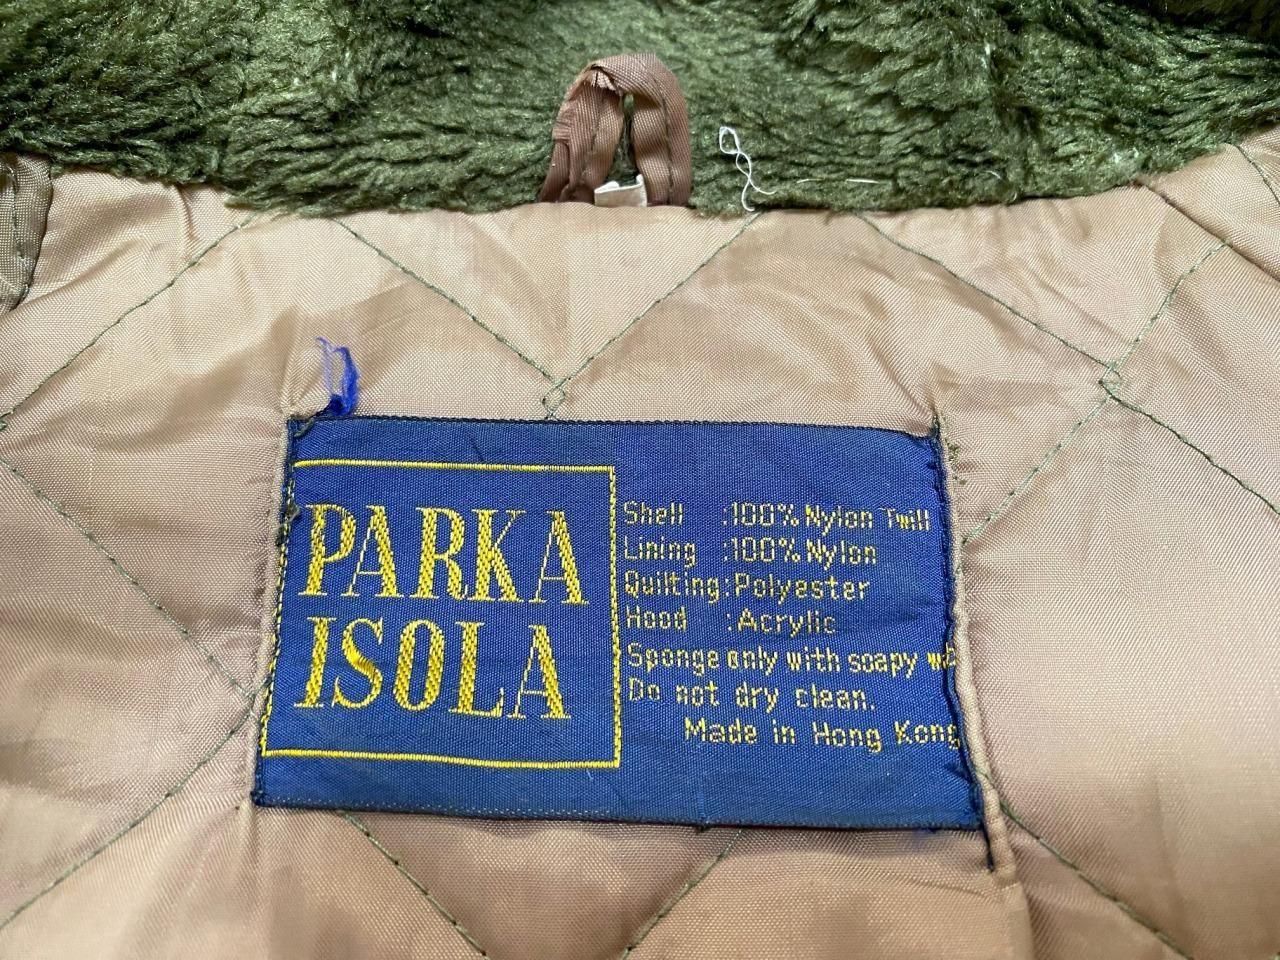 PARKA
ISOLA
Shell :100% Nylon Twill
Lining :100% Nylon
Quilting:Polyester
Hood :Acrylic
Sponge only with soapy
Do not dry clean.
Made in Hong Kong